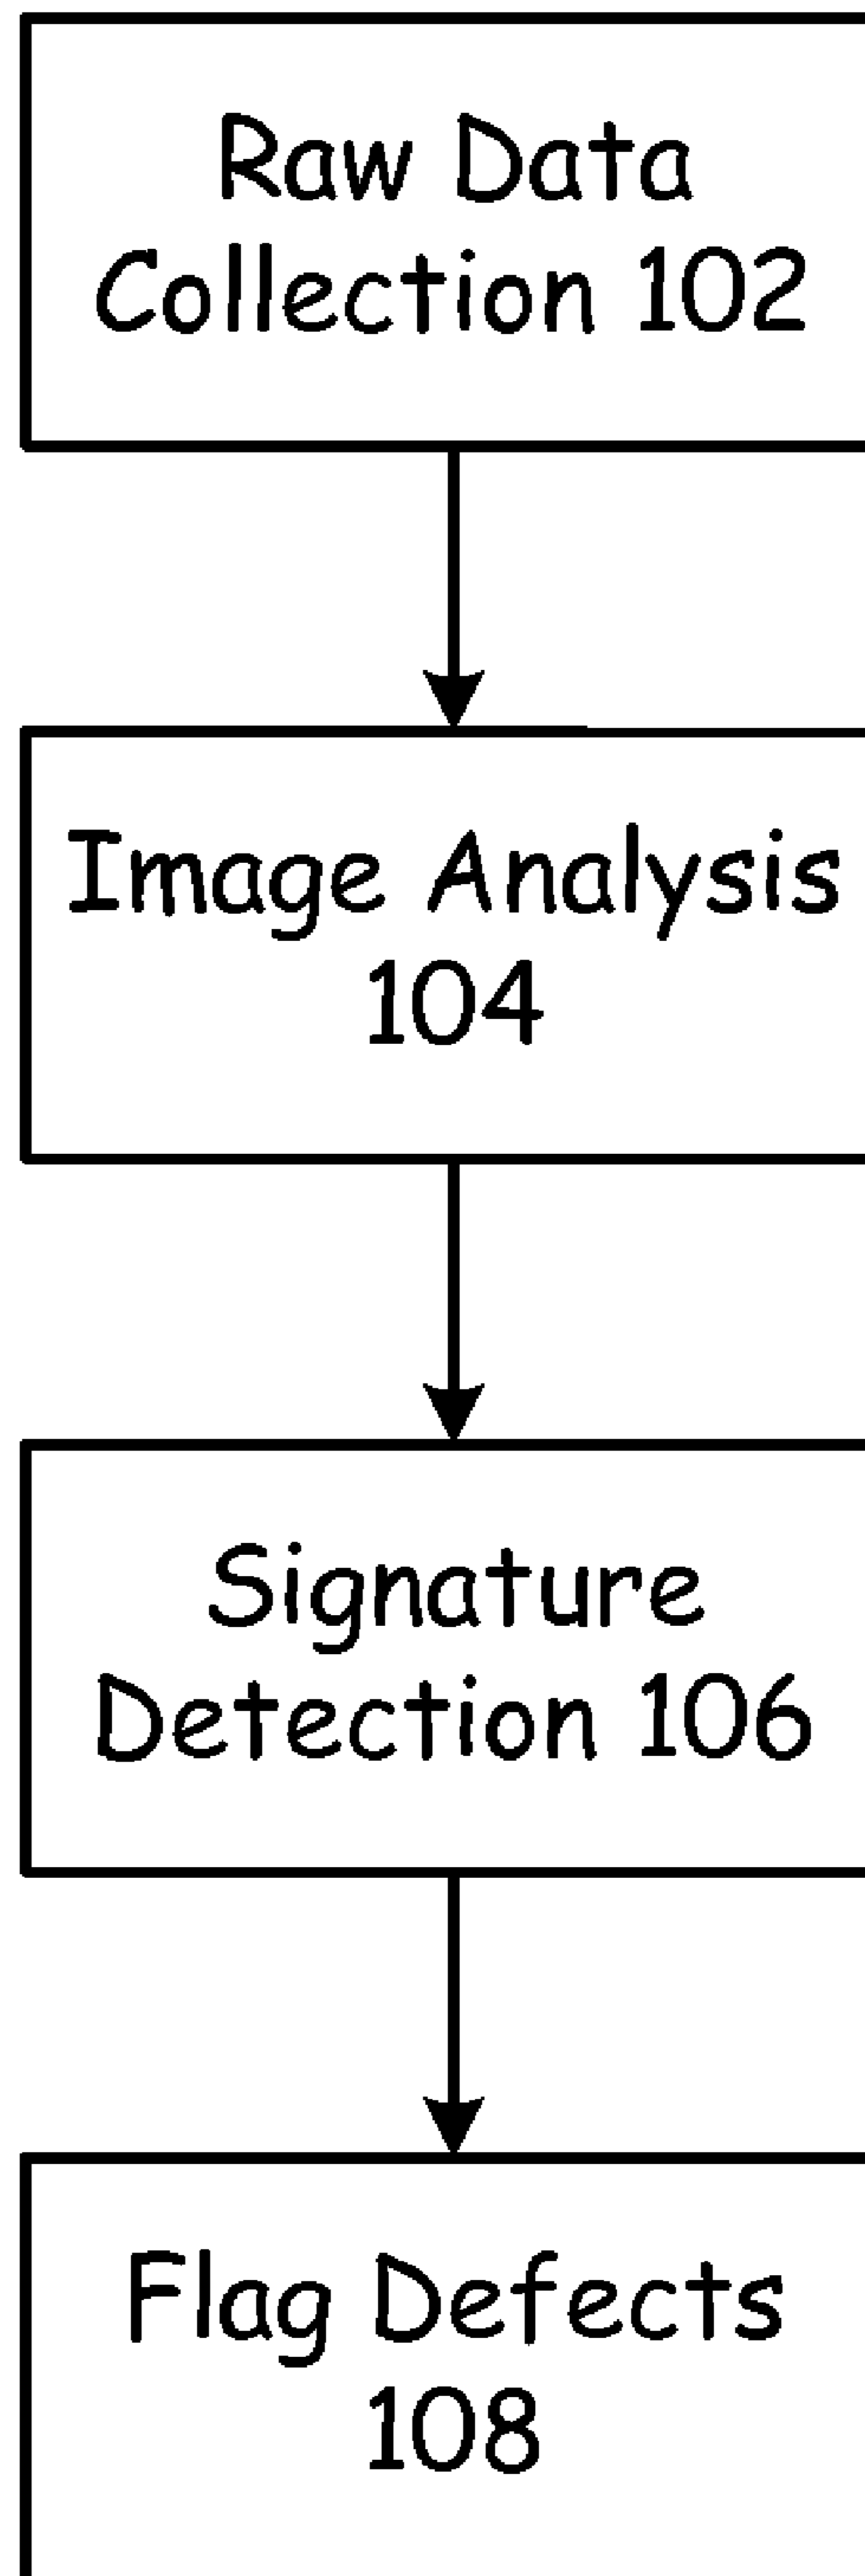 Raw Data
Collection 102
Image Analysis
104
Signature
Detection 106
Flag Defects
108